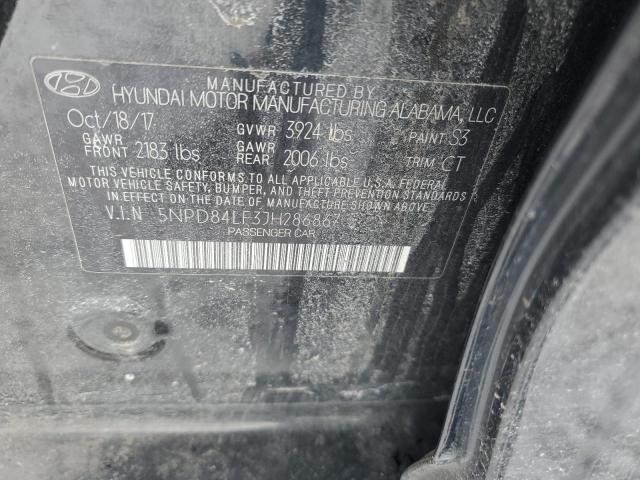 MANUFACTURED BY
HYUNDAI MOTOR MANUFACTURING ALABAMA, LLC
Oct/18/17 GVWR 3924 lbs PAINT S3
GAWR FRONT 2183 lbs GAWR REAR 2006 lbs TRIM CT
THIS VEHICLE CONFORMS TO ALL APPLICABLE U.S.A. FEDERAL
MOTOR VEHICLE SAFETY, BUMPER, AND THEFT PREVENTION STANDARDS
IN EFFECT ON THE DATE OF MANUFACTURE SHOWN ABOVE.
V.I.N 5NPD84LF3JH286867
PASSENGER CAR